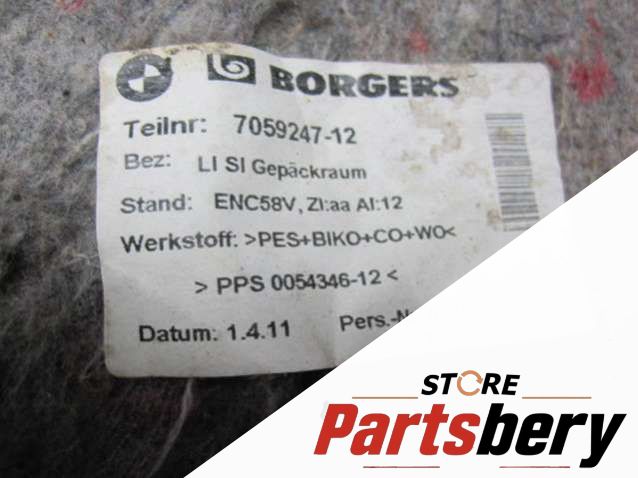 BORGERS
Teilnr: 7059247-12
Bez: LI SI Gepäckraum
Stand: ENC58V, ZI:aa AI:12
Werkstoff: >PES+BIKO+CO+WO<
> PPS 0054346-12 <
Datum: 1.4.11 Pers.-N
STORE
Partsbery